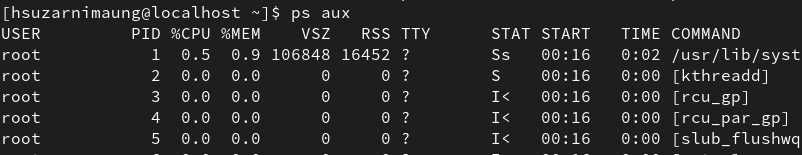 [hsuzarnimaung@localhost ~]$ ps aux
USER         PID %CPU %MEM    VSZ   RSS TTY      STAT START   TIME COMMAND
root           1  0.5  0.9 106848 16452 ?        Ss   00:16   0:02 /usr/lib/syst
root           2  0.0  0.0      0     0 ?        S    00:16   0:00 [kthreadd]
root           3  0.0  0.0      0     0 ?        I<   00:16   0:00 [rcu_gp]
root           4  0.0  0.0      0     0 ?        I<   00:16   0:00 [rcu_par_gp]
root           5  0.0  0.0      0     0 ?        I<   00:16   0:00 [slub_flushwq